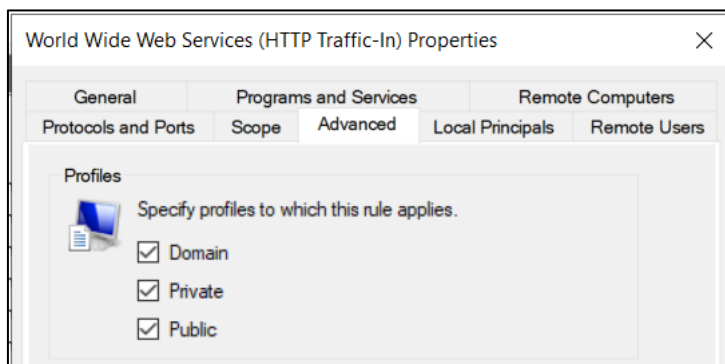 World Wide Web Services (HTTP Traffic-In) Properties
General Programs and Services Remote Computers
Protocols and Ports Scope Advanced Local Principals Remote Users
Profiles
Specify profiles to which this rule applies.
Domain
Private
Public